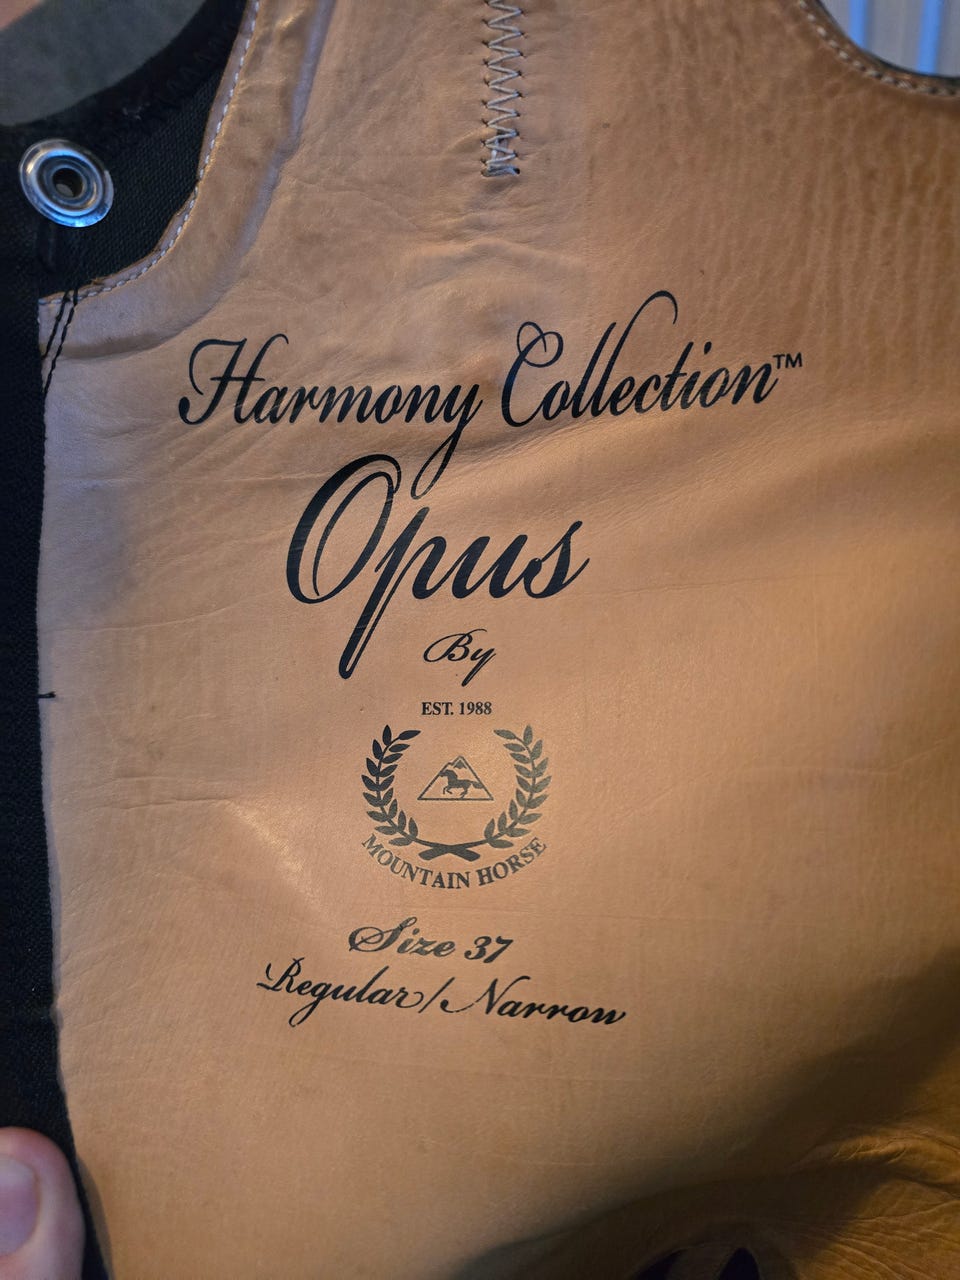 Harmony Collection™
Opus
By
EST. 1988
MOUNTAIN HORSE
Size 37
Regular/Narrow